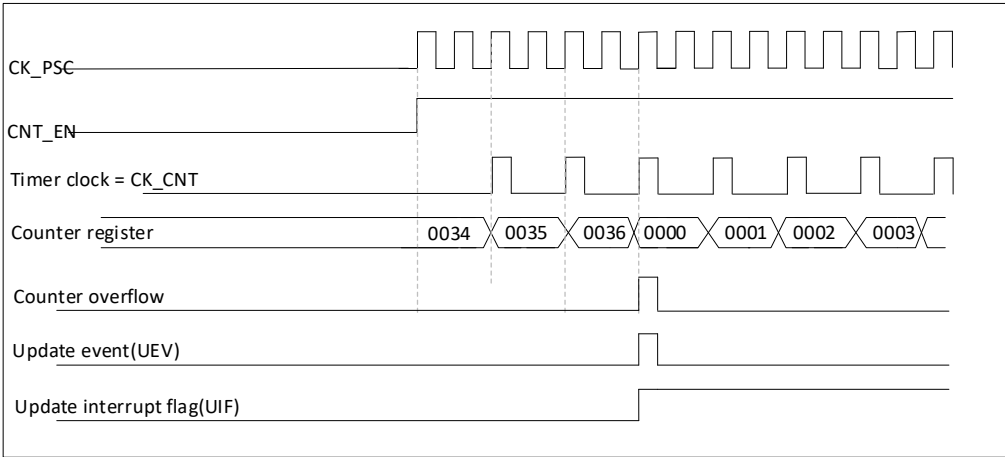 CK_PSC
CNT_EN
Timer clock = CK_CNT
Counter register 0034 0035 0036 0000 0001 0002 0003
Counter overflow
Update event(UEV)
Update interrupt flag(UIF)